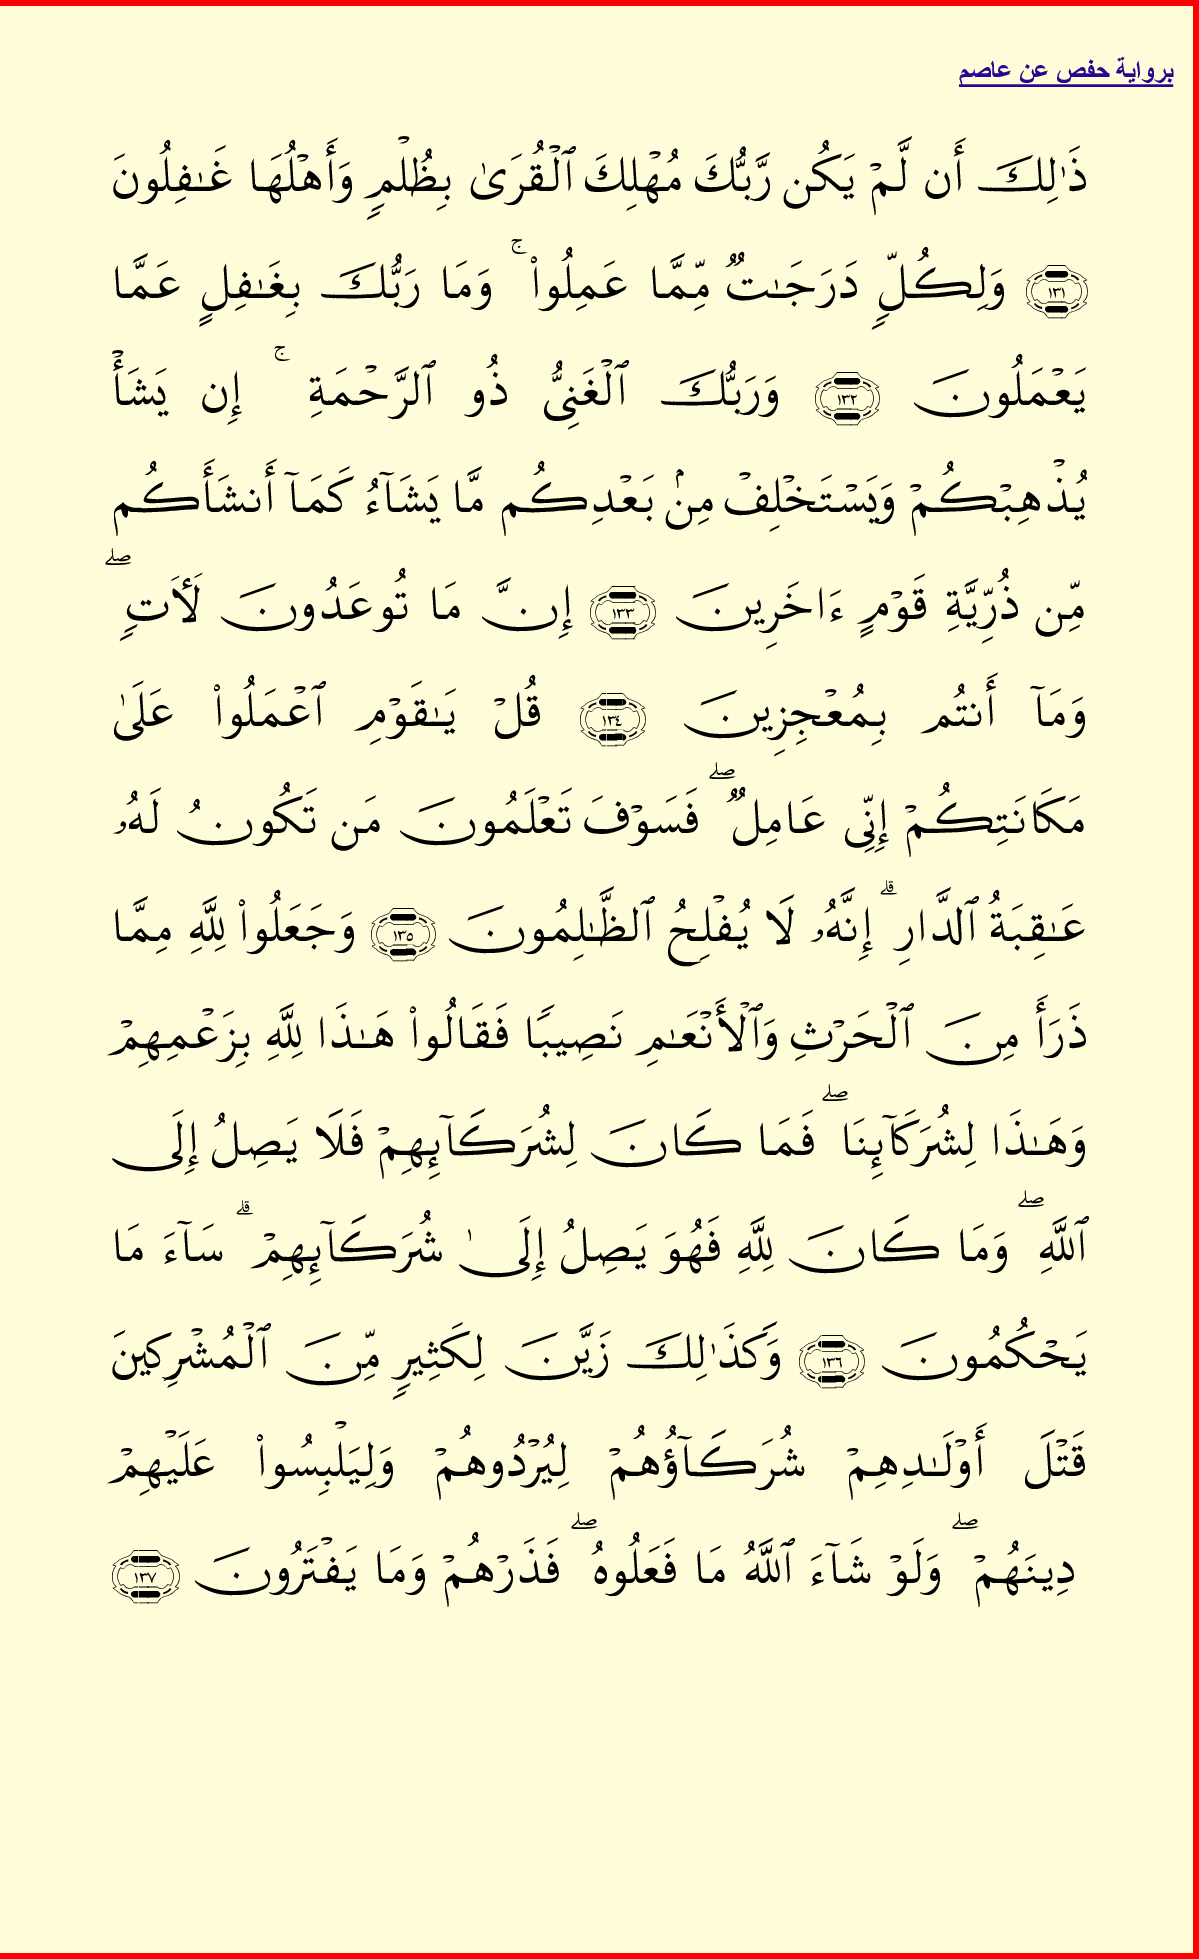 برواية حفص عن عاصم
ذَٰلِكَ أَن لَّمْ يَكُن رَّبُّكَ مُهْلِكَ ٱلْقُرَىٰ بِظُلْمٍ وَأَهْلُهَا غَـٰفِلُونَ
١٣١ وَلِكُلٍّ دَرَجَـٰتٌ مِّمَّا عَمِلُوا۟ ۚ وَمَا رَبُّكَ بِغَـٰفِلٍ عَمَّا
يَعْمَلُونَ ١٣٢ وَرَبُّكَ ٱلْغَنِىُّ ذُو ٱلرَّحْمَةِ ۚ إِن يَشَأْ
يُذْهِبْكُمْ وَيَسْتَخْلِفْ مِنۢ بَعْدِكُم مَّا يَشَآءُ كَمَآ أَنشَأَكُم
مِّن ذُرِّيَّةِ قَوْمٍ ءَاخَرِينَ ١٣٣ إِنَّ مَا تُوعَدُونَ لَـَٔاتٍ ۖ
وَمَآ أَنتُم بِمُعْجِزِينَ ١٣٤ قُلْ يَـٰقَوْمِ ٱعْمَلُوا۟ عَلَىٰ
مَكَانَتِكُمْ إِنِّى عَامِلٌ ۖ فَسَوْفَ تَعْلَمُونَ مَن تَكُونُ لَهُۥ
عَـٰقِبَةُ ٱلدَّارِ ۗ إِنَّهُۥ لَا يُفْلِحُ ٱلظَّـٰلِمُونَ ١٣٥ وَجَعَلُوا۟ لِلَّهِ مِمَّا
ذَرَأَ مِنَ ٱلْحَرْثِ وَٱلْأَنْعَـٰمِ نَصِيبًا فَقَالُوا۟ هَـٰذَا لِلَّهِ بِزَعْمِهِمْ
وَهَـٰذَا لِشُرَكَآئِنَا ۖ فَمَا كَانَ لِشُرَكَآئِهِمْ فَلَا يَصِلُ إِلَى
ٱللَّهِ ۖ وَمَا كَانَ لِلَّهِ فَهُوَ يَصِلُ إِلَىٰ شُرَكَآئِهِمْ ۗ سَآءَ مَا
يَحْكُمُونَ ١٣٦ وَكَذَٰلِكَ زَيَّنَ لِكَثِيرٍ مِّنَ ٱلْمُشْرِكِينَ
قَتْلَ أَوْلَـٰدِهِمْ شُرَكَآؤُهُمْ لِيُرْدُوهُمْ وَلِيَلْبِسُوا۟ عَلَيْهِمْ
دِينَهُمْ ۖ وَلَوْ شَآءَ ٱللَّهُ مَا فَعَلُوهُ ۖ فَذَرْهُمْ وَمَا يَفْتَرُونَ ١٣٧